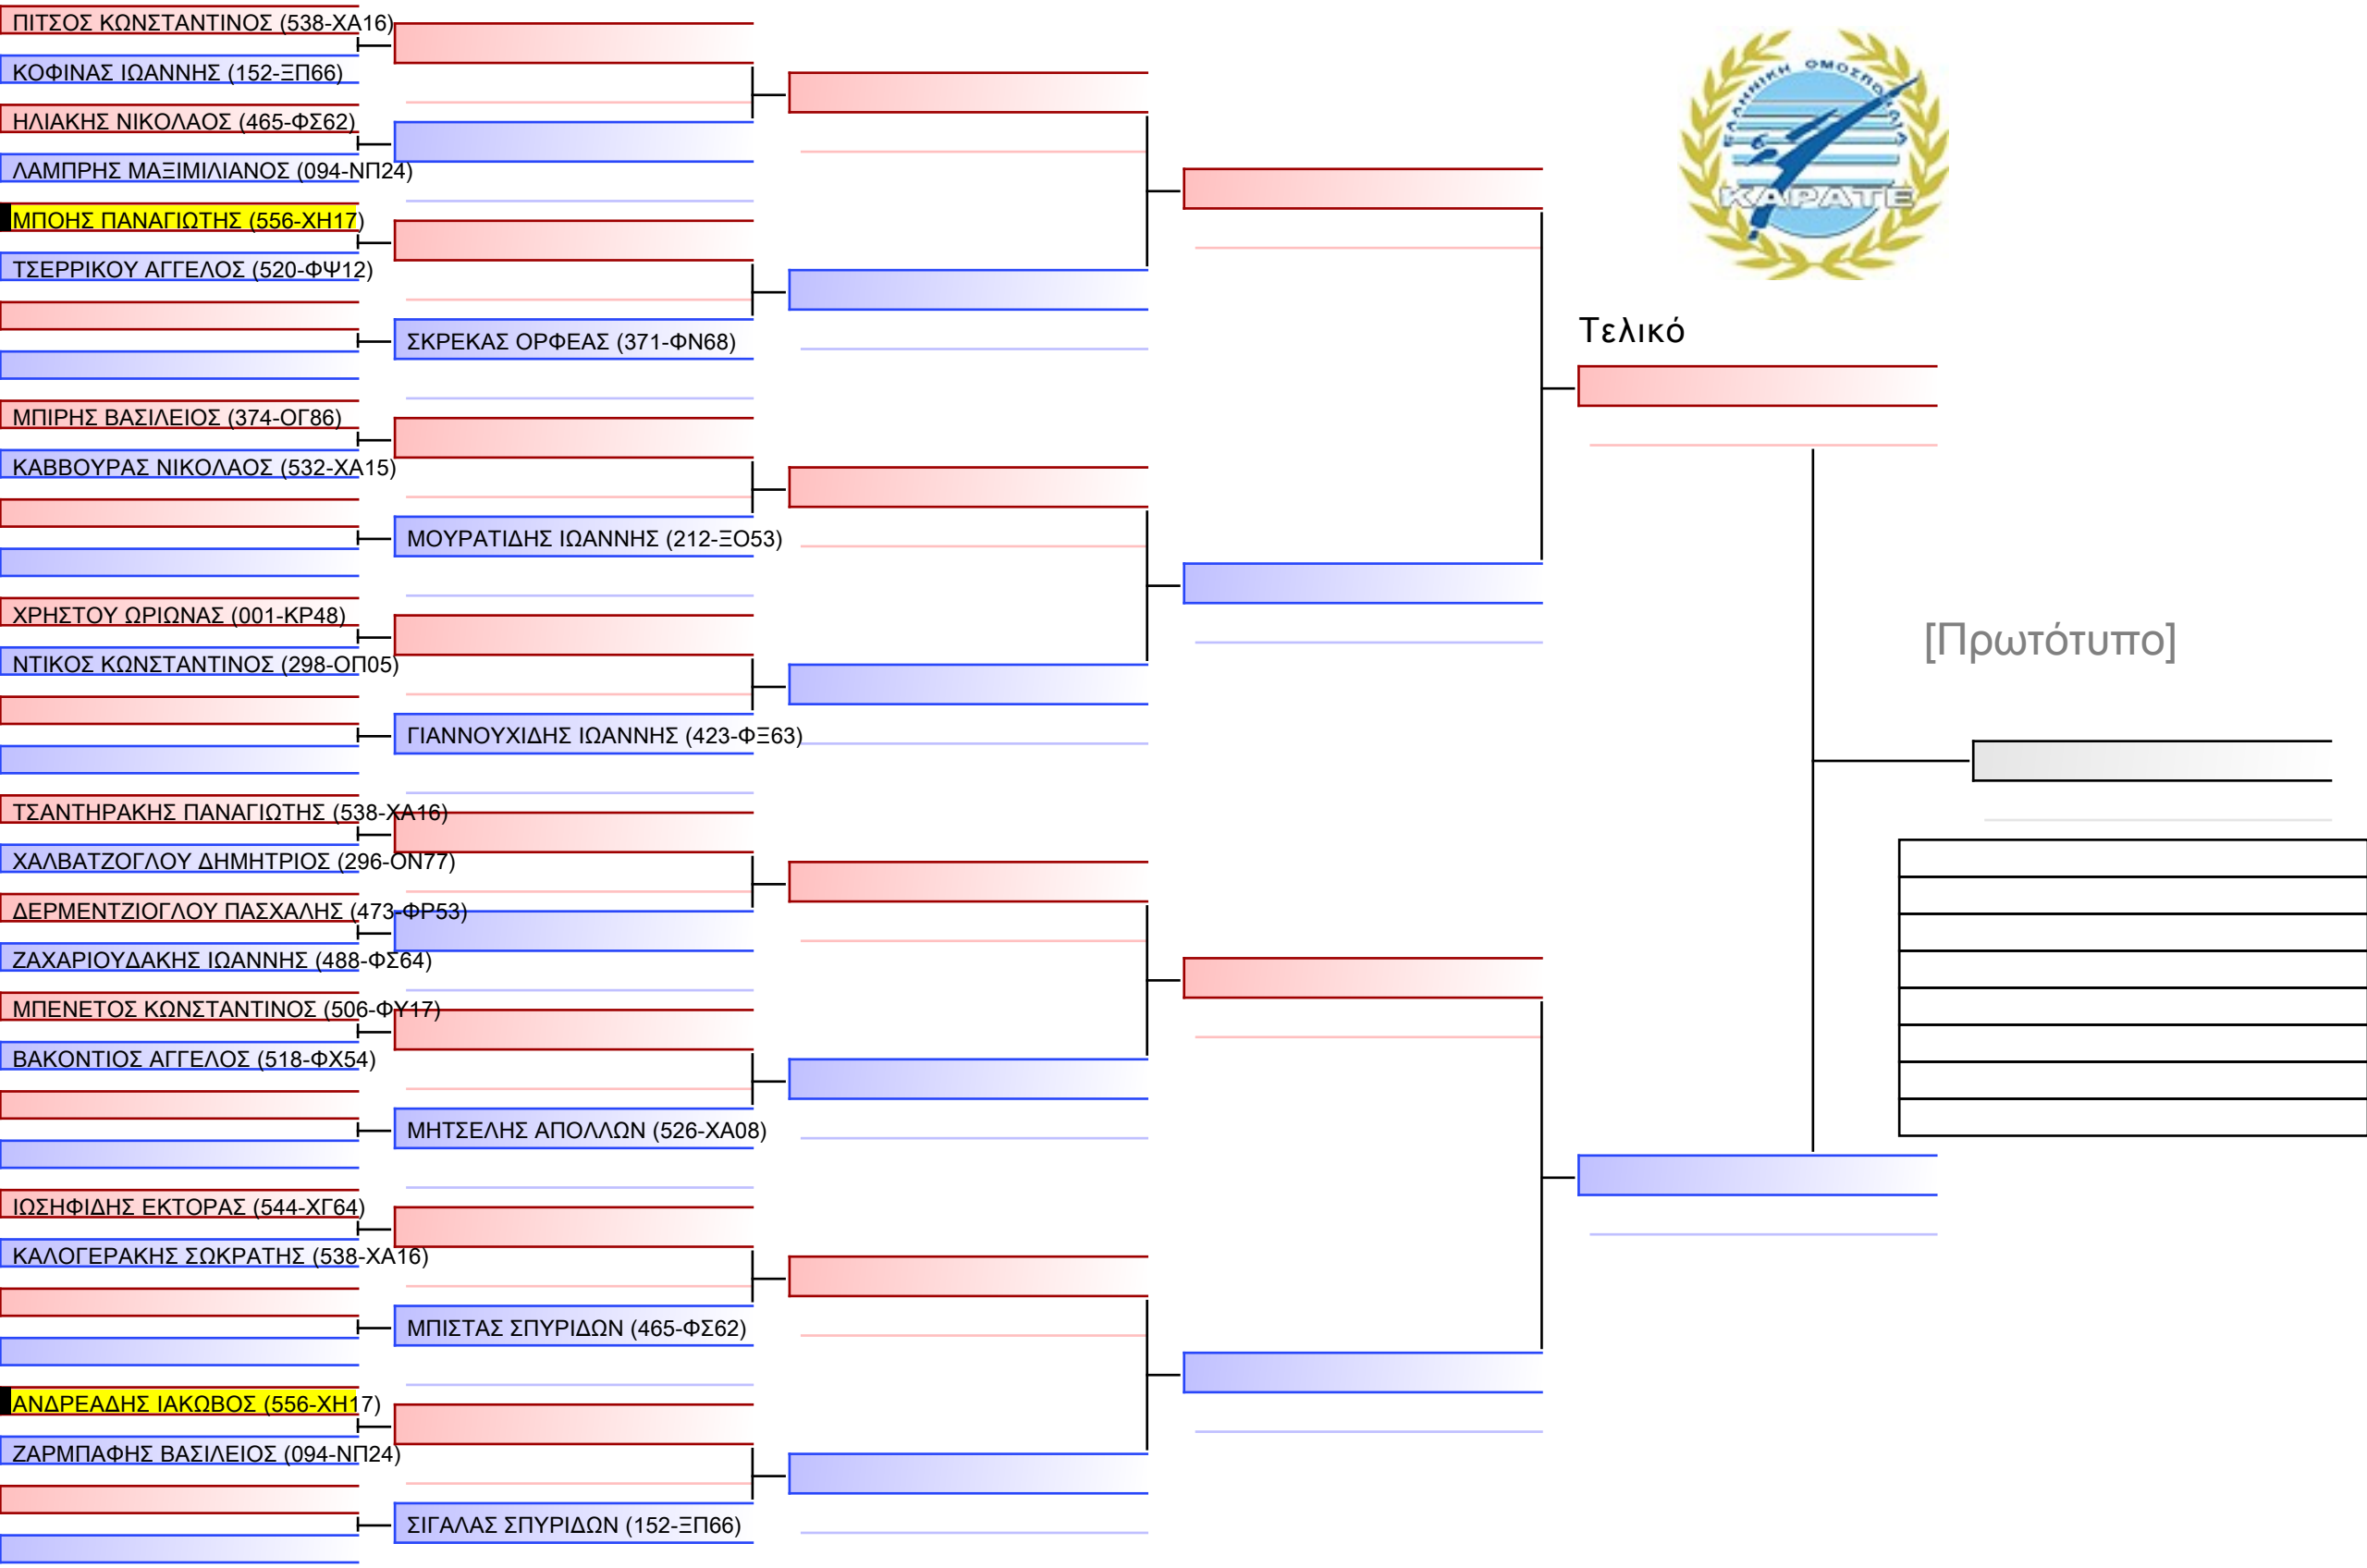 ΠΙΤΣΟΣ ΚΩΝΣΤΑΝΤΙΝΟΣ (538-ΧΑ16)
ΚΟΦΙΝΑΣ ΙΩΑΝΝΗΣ (152-ΞΠ66)
ΗΛΙΑΚΗΣ ΝΙΚΟΛΑΟΣ (465-ΦΣ62)
ΛΑΜΠΡΗΣ ΜΑΞΙΜΙΛΙΑΝΟΣ (094-ΝΠ24)
ΜΠΟΗΣ ΠΑΝΑΓΙΩΤΗΣ (556-ΧΗ17)
ΤΣΕΡΡΙΚΟΥ ΑΓΓΕΛΟΣ (520-ΦΨ12)
ΜΠΙΡΗΣ ΒΑΣΙΛΕΙΟΣ (374-ΟΓ86)
ΚΑΒΒΟΥΡΑΣ ΝΙΚΟΛΑΟΣ (532-ΧΑ15)
ΧΡΗΣΤΟΥ ΩΡΙΩΝΑΣ (001-ΚΡ48)
ΝΤΙΚΟΣ ΚΩΝΣΤΑΝΤΙΝΟΣ (298-ΟΠ05)
ΤΣΑΝΤΗΡΑΚΗΣ ΠΑΝΑΓΙΩΤΗΣ (538-ΧΑ16)
ΧΑΛΒΑΤΖΟΓΛΟΥ ΔΗΜΗΤΡΙΟΣ (296-ΟΝ77)
ΔΕΡΜΕΝΤΖΙΟΓΛΟΥ ΠΑΣΧΑΛΗΣ (473-ΦΡ53)
ΖΑΧΑΡΙΟΥΔΑΚΗΣ ΙΩΑΝΝΗΣ (488-ΦΣ64)
ΜΠΕΝΕΤΟΣ ΚΩΝΣΤΑΝΤΙΝΟΣ (506-ΦΥ17)
ΒΑΚΟΝΤΙΟΣ ΑΓΓΕΛΟΣ (518-ΦΧ54)
ΙΩΣΗΦΙΔΗΣ ΕΚΤΟΡΑΣ (544-ΧΓ64)
ΚΑΛΟΓΕΡΑΚΗΣ ΣΩΚΡΑΤΗΣ (538-ΧΑ16)
ΑΝΔΡΕΑΔΗΣ ΙΑΚΩΒΟΣ (556-ΧΗ17)
ΖΑΡΜΠΑΦΗΣ ΒΑΣΙΛΕΙΟΣ (094-ΝΠ24)
ΣΚΡΕΚΑΣ ΟΡΦΕΑΣ (371-ΦΝ68)
ΜΟΥΡΑΤΙΔΗΣ ΙΩΑΝΝΗΣ (212-ΞΟ53)
ΓΙΑΝΝΟΥΧΙΔΗΣ ΙΩΑΝΝΗΣ (423-ΦΞ63)
ΜΗΤΣΕΛΗΣ ΑΠΟΛΛΩΝ (526-ΧΑ08)
ΜΠΙΣΤΑΣ ΣΠΥΡΙΔΩΝ (465-ΦΣ62)
ΣΙΓΑΛΑΣ ΣΠΥΡΙΔΩΝ (152-ΞΠ66)
ΕΛΛΗΝΙΚΗ ΟΜΟΣΠΟΝΔΙΑ
ΚΑΡΑΤΕ
Τελικό
[Πρωτότυπο]